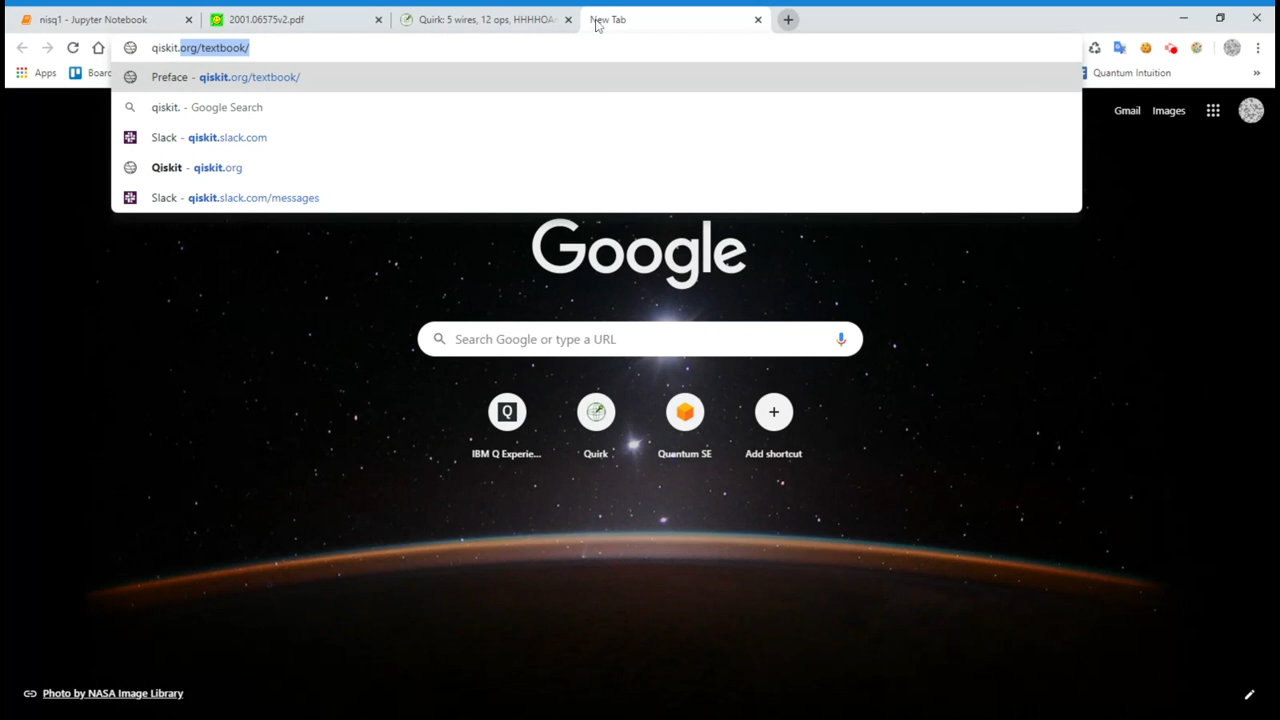 nisq1 - Jupyter Notebook
2001.06575v2.pdf
Quirk: 5 wires, 12 ops, HHHHOA
New Tab
qiskit.org/textbook/
Apps
Board
Quantum Intuition
»
Preface - qiskit.org/textbook/
qiskit. - Google Search
Slack - qiskit.slack.com
Qiskit - qiskit.org
Slack - qiskit.slack.com/messages
Gmail
Images
Google
Search Google or type a URL
Q
IBM Q Experie...
Quirk
Quantum SE
Add shortcut
Photo by NASA Image Library